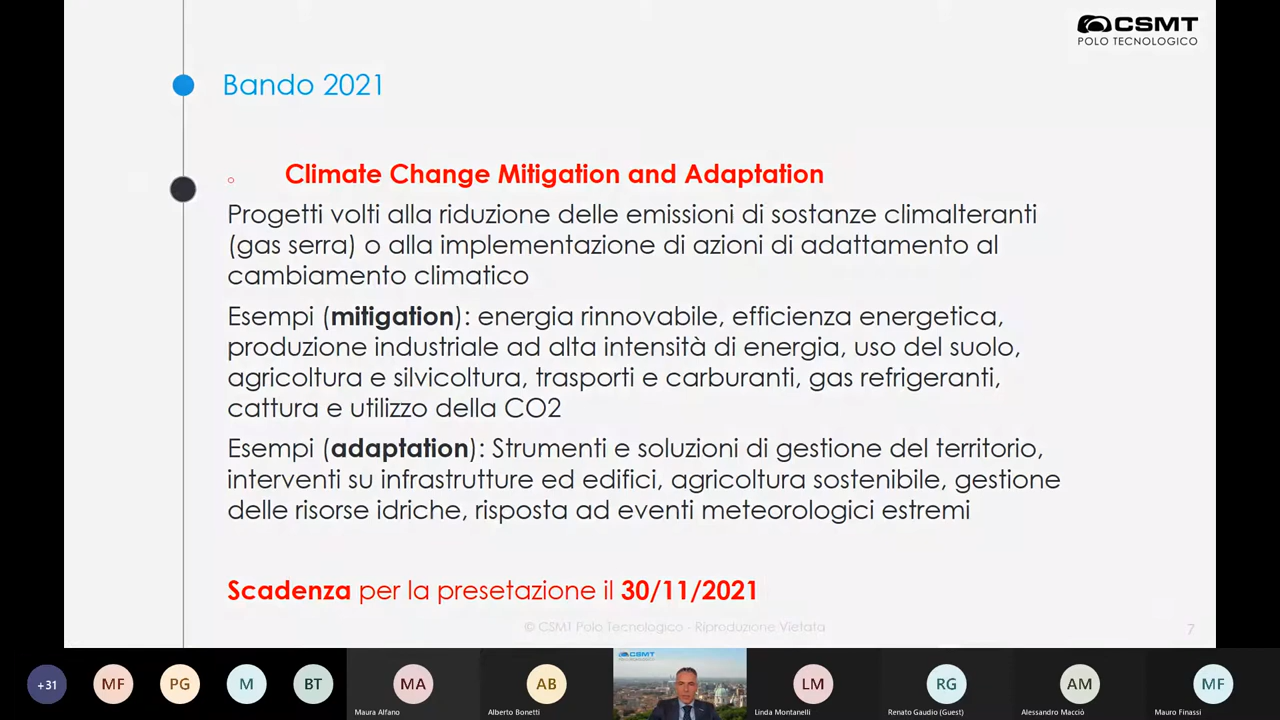 CSMT
POLO TECNOLOGICO
Bando 2021
Climate Change Mitigation and Adaptation
Progetti volti alla riduzione delle emissioni di sostanze climalteranti
(gas serra) o alla implementazione di azioni di adattamento al
cambiamento climatico
Esempi (mitigation): energia rinnovabile, efficienza energetica,
produzione industriale ad alta intensità di energia, uso del suolo,
agricoltura e silvicoltura, trasporti e carburanti, gas refrigeranti,
cattura e utilizzo della CO2
Esempi (adaptation): Strumenti e soluzioni di gestione del territorio,
interventi su infrastrutture ed edifici, agricoltura sostenibile, gestione
delle risorse idriche, risposta ad eventi meteorologici estremi
Scadenza per la presetazione il 30/11/2021
© CSMT Polo Tecnologico - Riproduzione Vietata
7
+31
MF
PG
M
BT
MA
Maura Alfano
AB
Alberto Bonetti
CSMT
LM
Linda Montanelli
RG
Renato Gaudio (Guest)
AM
Alessandro Macciò
MF
Mauro Finassi